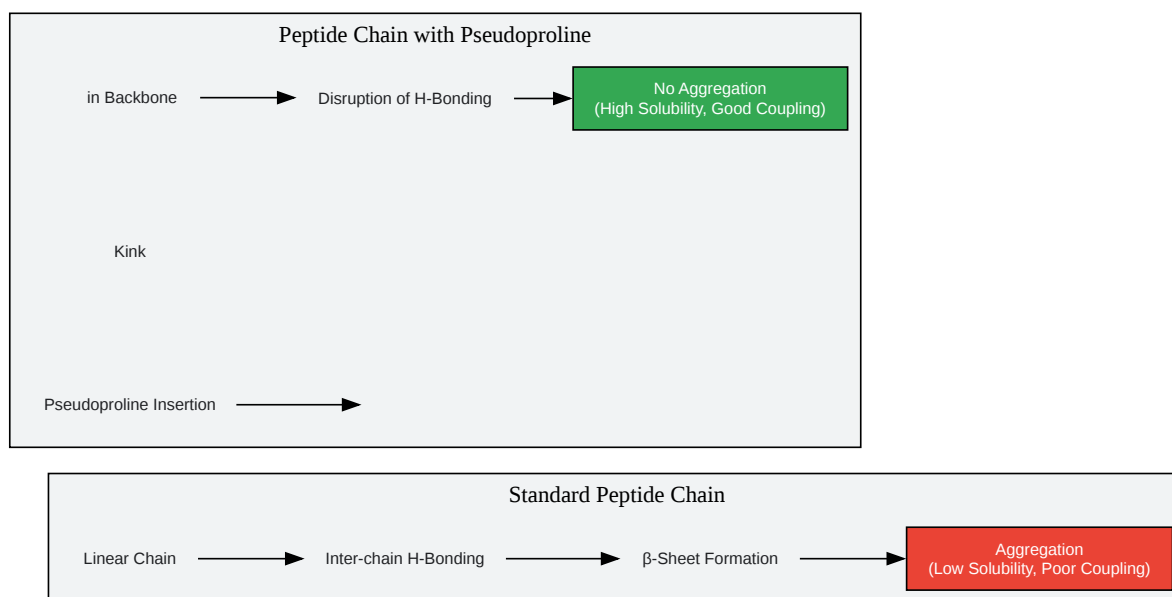 Peptide Chain with Pseudoproline
in Backbone
Disruption of H-Bonding
No Aggregation
(High Solubility, Good Coupling)
Kink
Pseudoproline Insertion
Standard Peptide Chain
Linear Chain
Inter-chain H-Bonding
β-Sheet Formation
Aggregation
(Low Solubility, Poor Coupling)